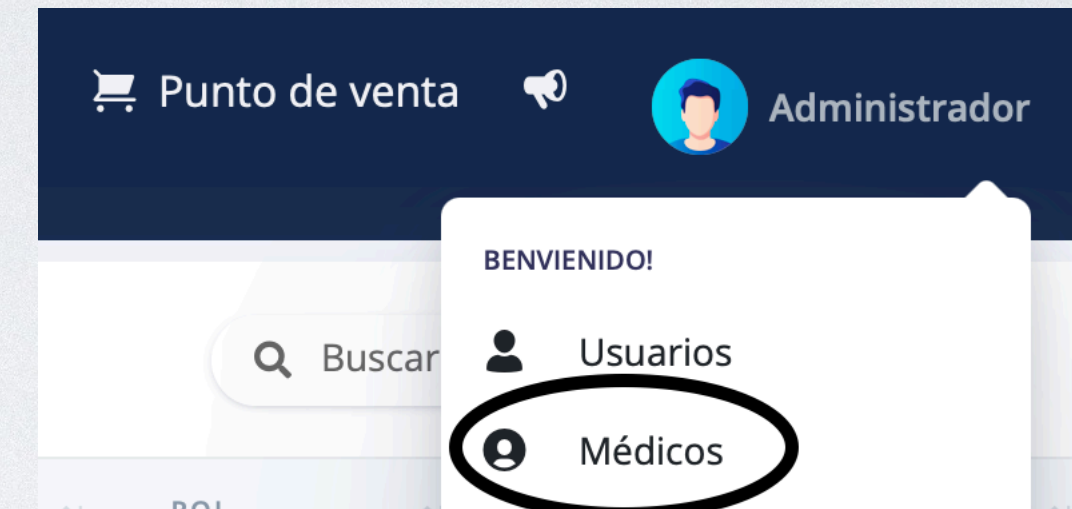 Punto de venta
Administrador
BENVIENIDO!
Buscar
Usuarios
Médicos